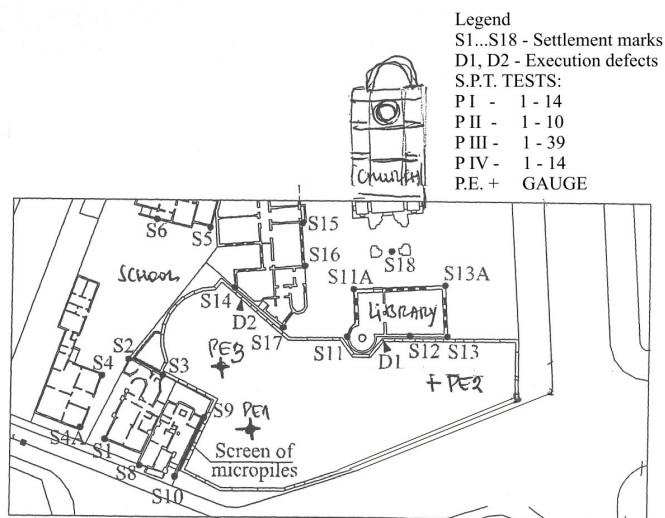 Legend
S1...S18 - Settlement marks
D1, D2 - Execution defects
S.P.T. TESTS:
P I - 1 - 14
P II - 1 - 10
P III - 1 - 39
P IV - 1 - 14
P.E. + GAUGE
CHURCH
S6
S5
S15
S16
S18
SCHOOL
S14
S11A
S13A
LiBRARY
D2
S17
S11
D1
S12
S13
S2
S3
PE3
S4
+ PE2
S9
PE1
S4A
S1
S8
S10
Screen of
micropiles